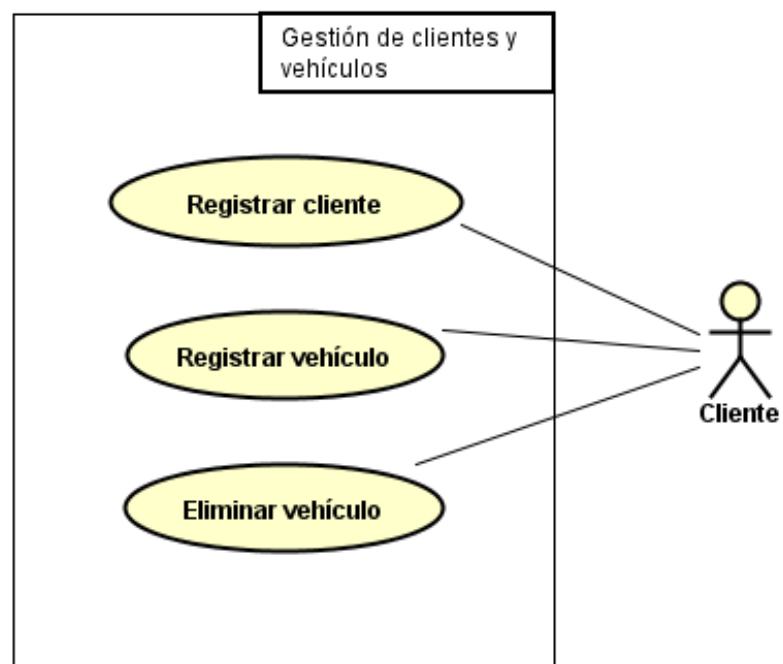 Gestión de clientes y
vehículos
Registrar cliente
Registrar vehículo
Cliente
Eliminar vehículo